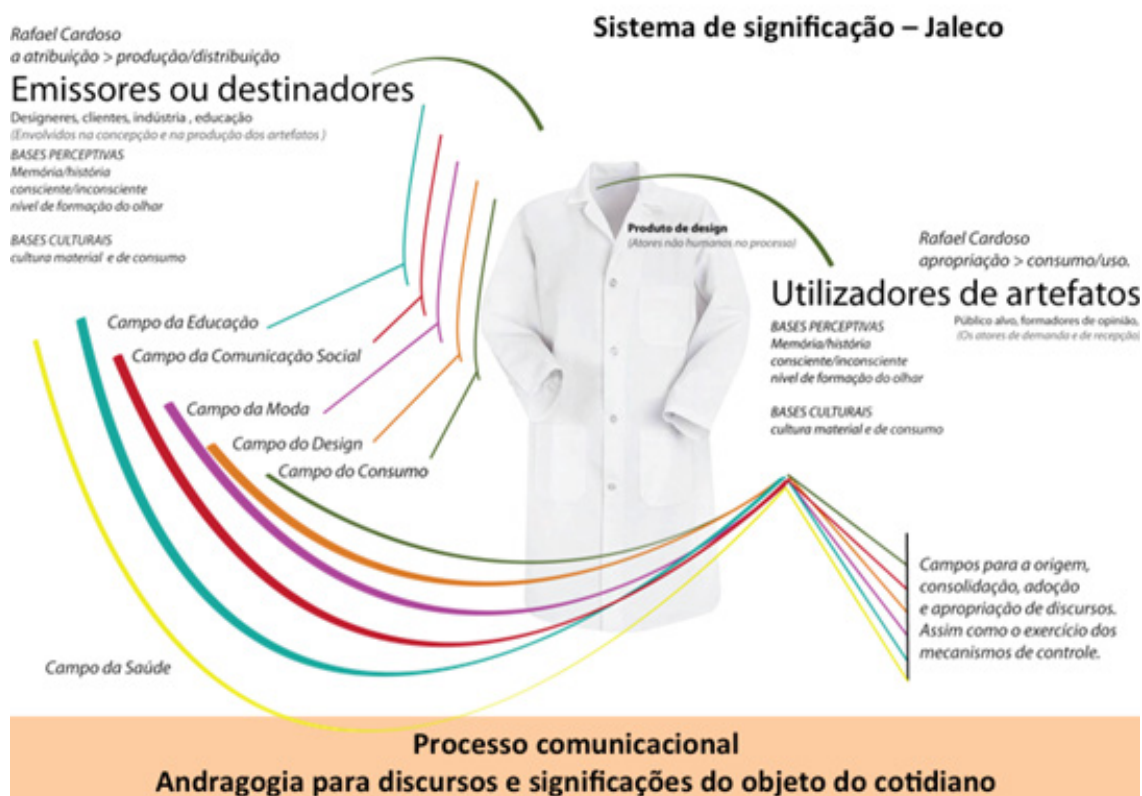 Sistema de significação – Jaleco
Rafael Cardoso
a atribuição > produção/distribuição
Emissores ou destinadores
Designeres, clientes, indústria , educação
(Envolvidos na concepção e na produção dos artefatos )
BASES PERCEPTIVAS
Memória/história
consciente/inconsciente
nível de formação do olhar
BASES CULTURAIS
cultura material e de consumo
Produto de design
(Atores não humanos no processo)
Rafael Cardoso
apropriação > consumo/uso.
Utilizadores de artefatos
Público alvo, formadores de opinião,
(Os atores de demanda e de recepção)
BASES PERCEPTIVAS
Memória/história
consciente/inconsciente
nível de formação do olhar
BASES CULTURAIS
cultura material e de consumo
Campo da Educação
Campo da Comunicação Social
Campo da Moda
Campo do Design
Campo do Consumo
Campo da Saúde
Campos para a origem,
consolidação, adoção
e apropriação de discursos.
Assim como o exercício dos
mecanismos de controle.
Processo comunicacional
Andragogia para discursos e significações do objeto do cotidiano